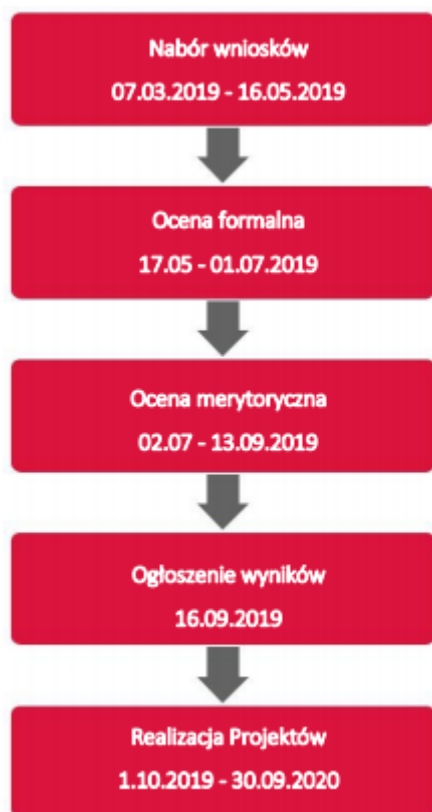 Nabór wniosków
07.03.2019 - 16.05.2019
Ocena formalna
17.05 - 01.07.2019
Ocena merytoryczna
02.07 - 13.09.2019
Ogłoszenie wyników
16.09.2019
Realizacja Projektów
1.10.2019 - 30.09.2020